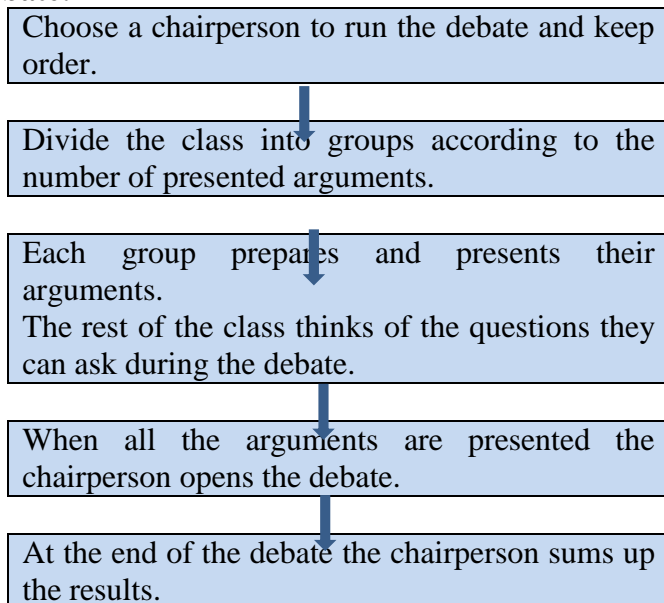 Choose a chairperson to run the debate and keep
order.
Divide the class into groups according to the
number of presented arguments.
Each group prepares and presents their
arguments.
The rest of the class thinks of the questions they
can ask during the debate.
When all the arguments are presented the
chairperson opens the debate.
At the end of the debate the chairperson sums up
the results.